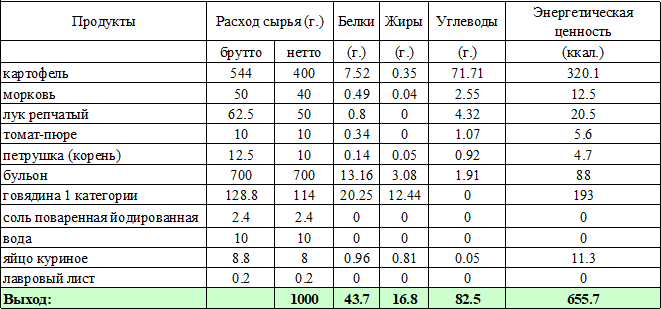 Продукты Расход сырья (г.) Белки Жиры Углеводы Энергетическая ценность
брутто нетто (г.) (г.) (г.) (ккал.)
картофель 544 400 7.52 0.35 71.71 320.1
морковь 50 40 0.49 0.04 2.55 12.5
лук репчатый 62.5 50 0.8 0 4.32 20.5
томат-пюре 10 10 0.34 0 1.07 5.6
петрушка (корень) 12.5 10 0.14 0.05 0.92 4.7
бульон 700 700 13.16 3.08 1.91 88
говядина 1 категории 128.8 114 20.25 12.44 0 193
соль поваренная йодированная 2.4 2.4 0 0 0 0
вода 10 10 0 0 0 0
яйцо куриное 8.8 8 0.96 0.81 0.05 11.3
лавровый лист 0.2 0.2 0 0 0 0
Выход: 1000 43.7 16.8 82.5 655.7